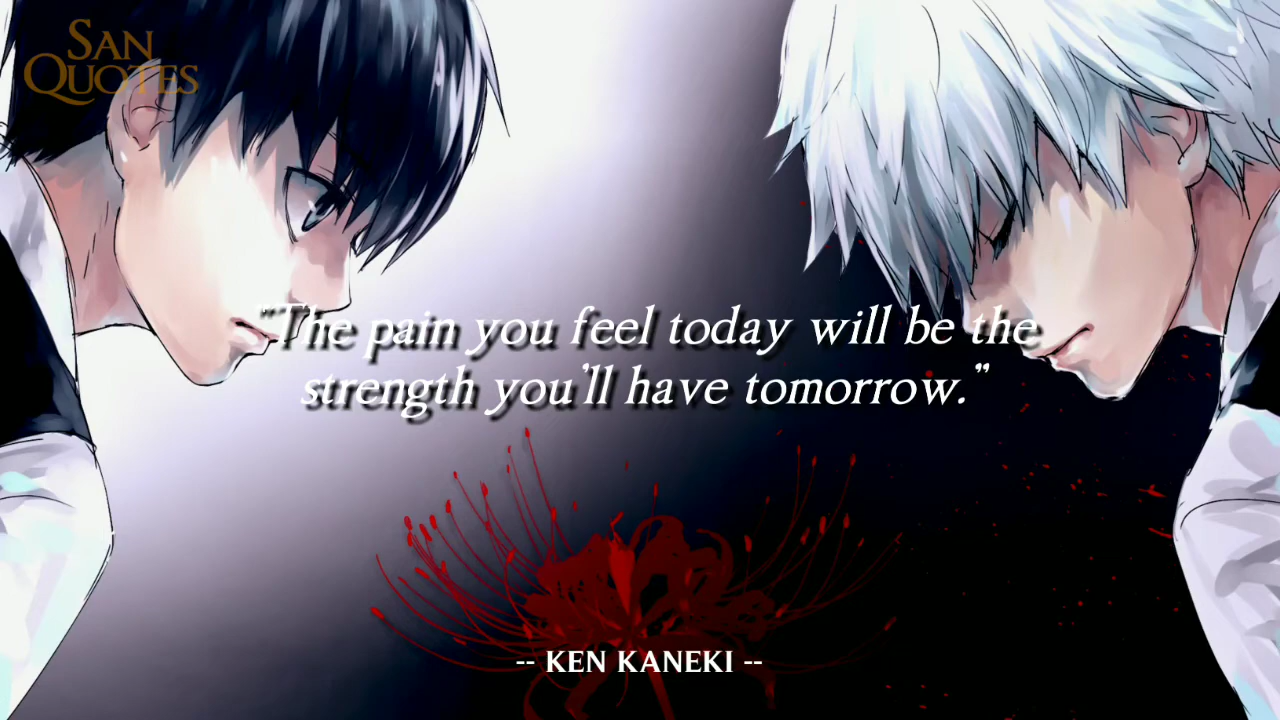 SAN
QUOTES
"The pain you feel today will be the
strength you'll have tomorrow."
-- KEN KANEKI --